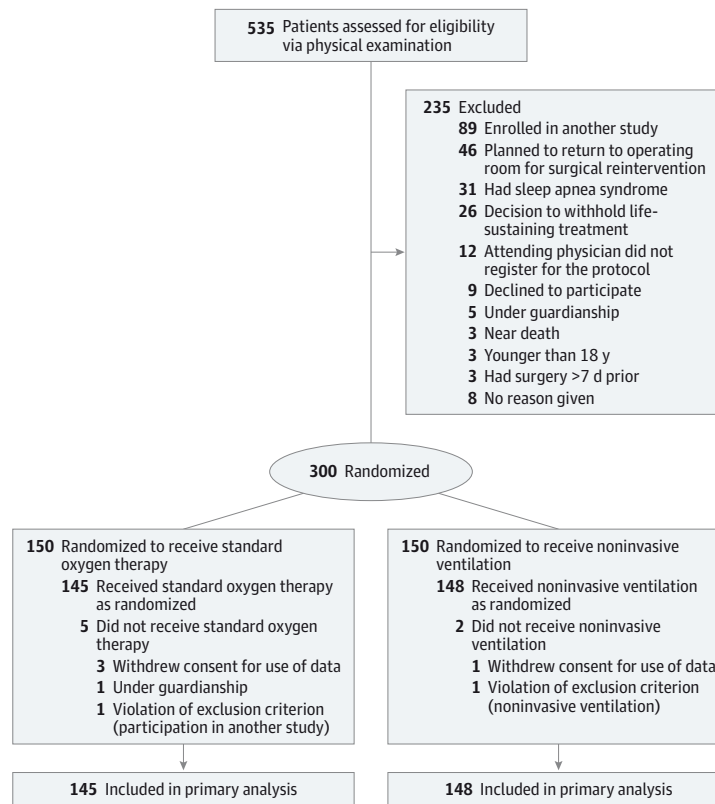 535 Patients assessed for eligibility
via physical examination
235 Excluded
89 Enrolled in another study
46 Planned to return to operating
room for surgical reintervention
31 Had sleep apnea syndrome
26 Decision to withhold life-
sustaining treatment
12 Attending physician did not
register for the protocol
9 Declined to participate
5 Under guardianship
3 Near death
3 Younger than 18 y
3 Had surgery >7 d prior
8 No reason given
300 Randomized
150 Randomized to receive standard
oxygen therapy
145 Received standard oxygen therapy
as randomized
5 Did not receive standard oxygen
therapy
3 Withdrew consent for use of data
1 Under guardianship
1 Violation of exclusion criterion
(participation in another study)
150 Randomized to receive noninvasive
ventilation
148 Received noninvasive ventilation
as randomized
2 Did not receive noninvasive
ventilation
1 Withdrew consent for use of data
1 Violation of exclusion criterion
(noninvasive ventilation)
145 Included in primary analysis
148 Included in primary analysis